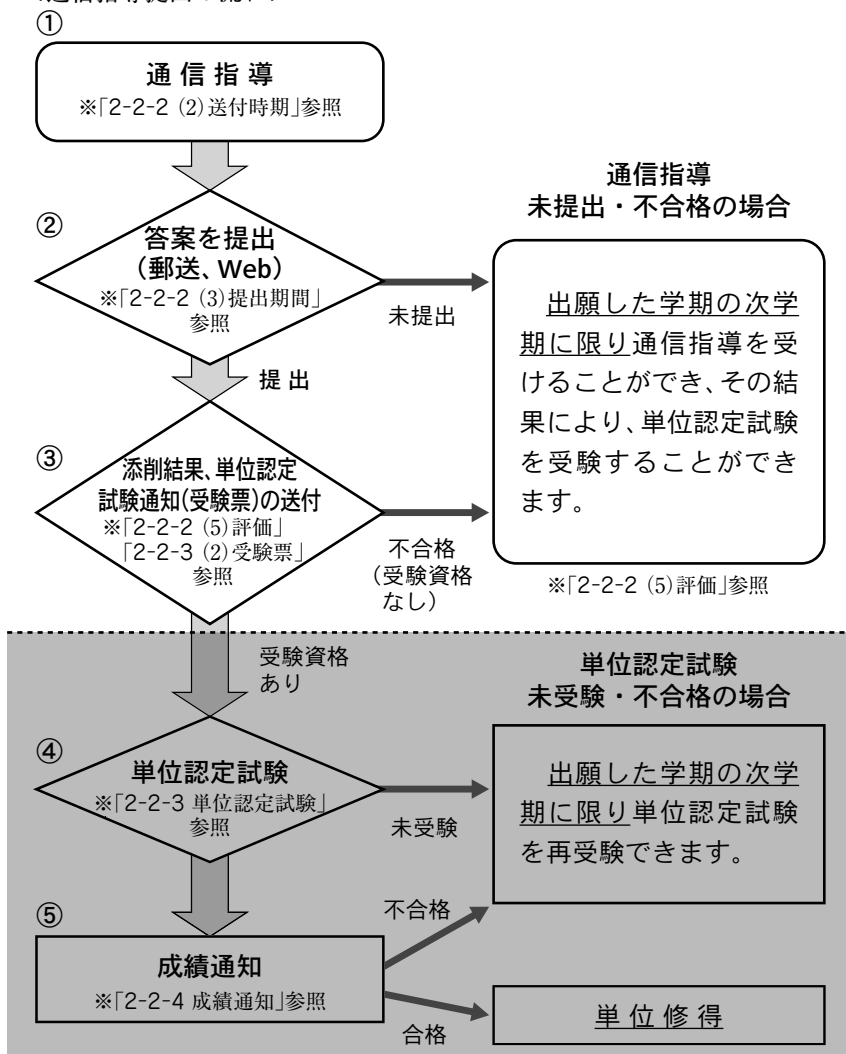 ①
通信指導
※「2-2-2 (2)送付時期」参照
②
答案を提出
(郵送、Web)
※「2-2-2 (3)提出期間」
参照
未提出
提出
通信指導
未提出・不合格の場合
出願した学期の次学
期に限り通信指導を受
けることができ、その結
果により、単位認定試験
を受験することができ
ます。
※「2-2-2 (5)評価」参照
③
添削結果、単位認定
試験通知(受験票)の送付
※「2-2-2 (5)評価」
「2-2-3 (2)受験票」
参照
不合格
(受験資格
なし)
受験資格
あり
単位認定試験
未受験・不合格の場合
出願した学期の次学
期に限り単位認定試験
を再受験できます。
④
単位認定試験
※「2-2-3 単位認定試験」
参照
未受験
⑤
成績通知
※「2-2-4 成績通知」参照
不合格
合格
単位修得